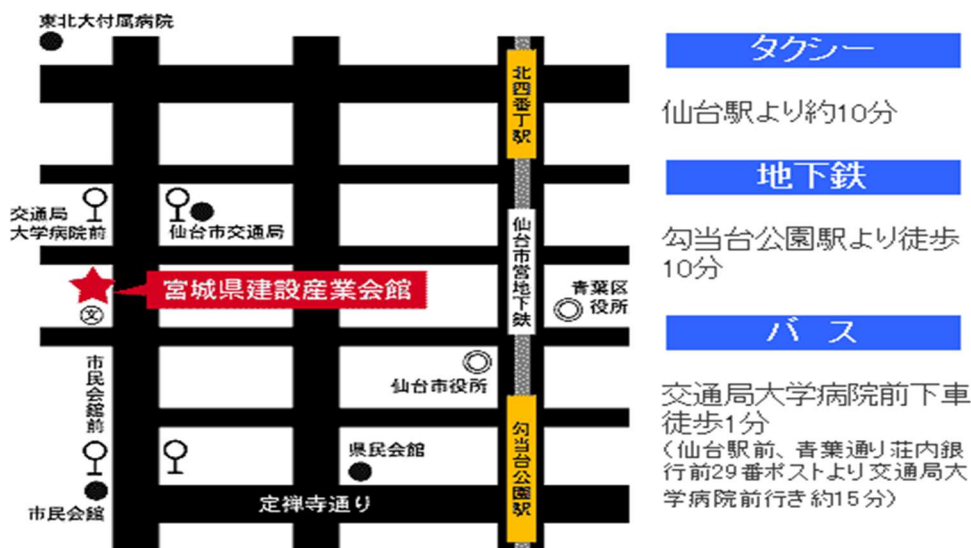 東北大付属病院
北四番丁駅
交通局
大学病院前
仙台市交通局
仙台市営地下鉄
宮城県建設産業会館
文
青葉区
役所
市民会館前
仙台市役所
勾当台公園駅
県民会館
市民会館
定禅寺通り
タクシー
仙台駅より約10分
地下鉄
勾当台公園駅より徒歩
10分
バス
交通局大学病院前下車
徒歩1分
(仙台駅前、青葉通り荘内銀
行前29番ポストより交通局大
学病院前行き約15分)